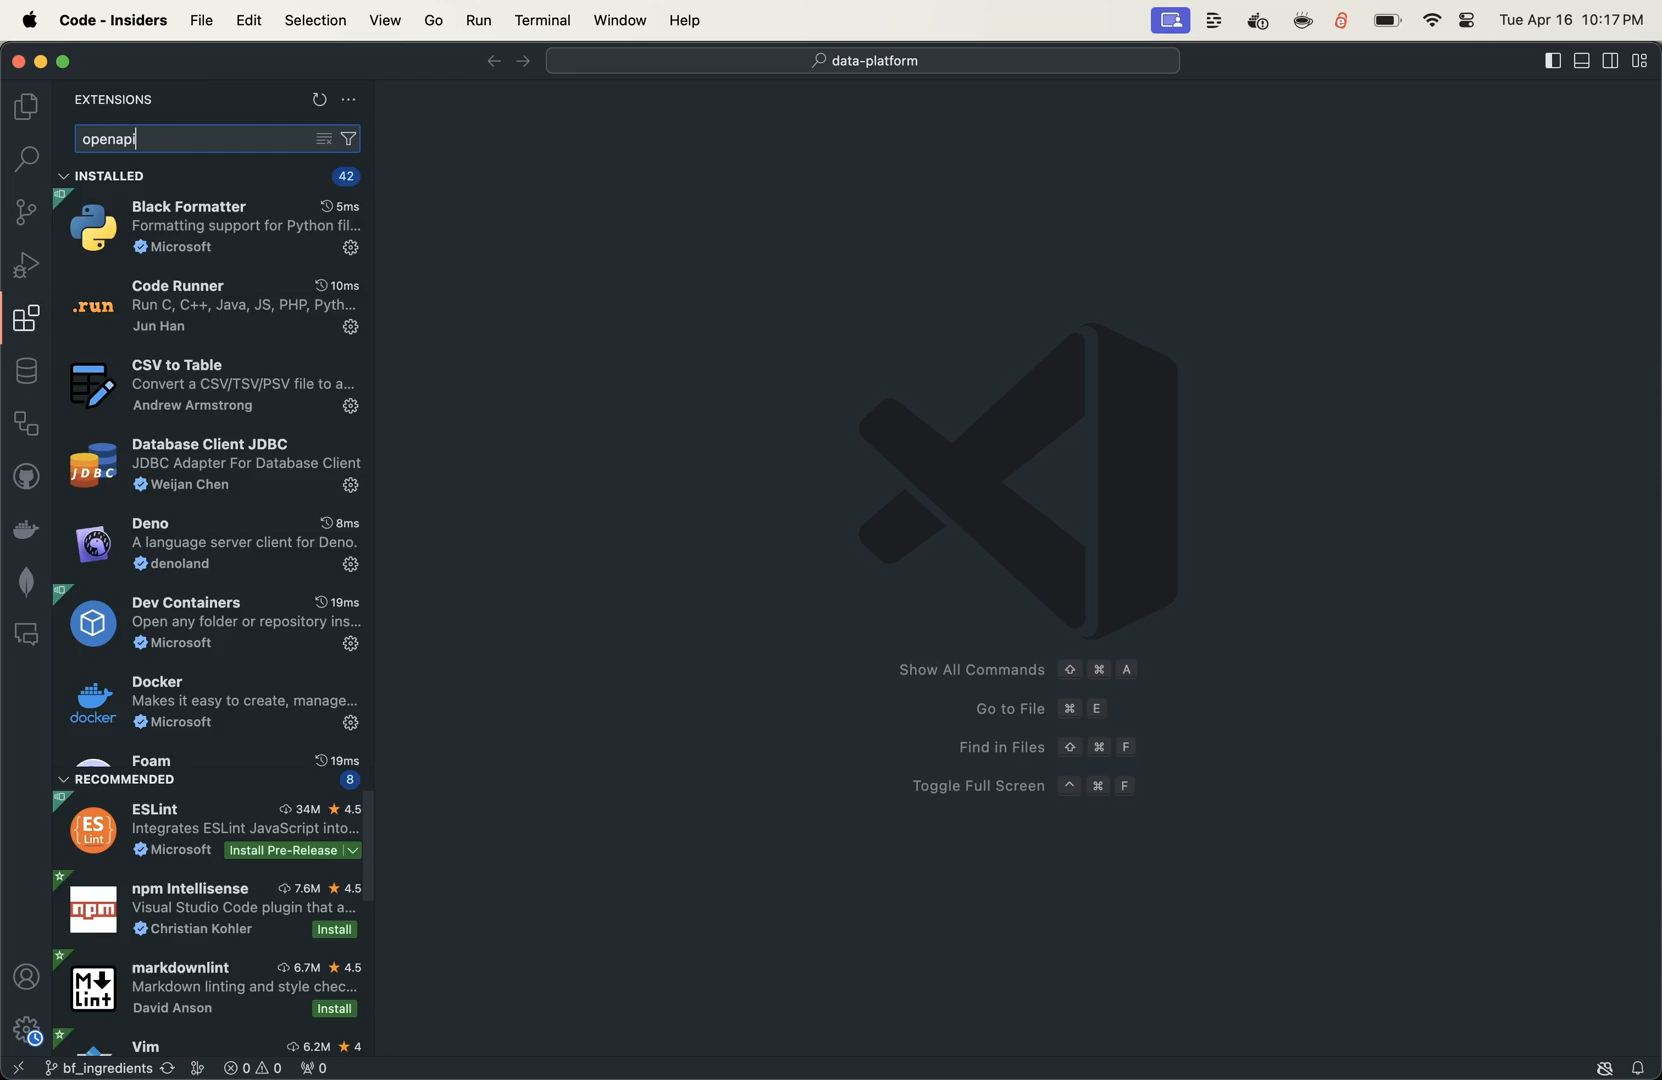 Code - Insiders File Edit Selection View Go Run Terminal Window Help Tue Apr 16 10:17 PM
data-platform
EXTENSIONS
openapi
INSTALLED 42
Black Formatter 5ms
Formatting support for Python fil...
Microsoft
Code Runner 10ms
.run
Run C, C++, Java, JS, PHP, Pyth...
Jun Han
CSV to Table
Convert a CSV/TSV/PSV file to a...
Andrew Armstrong
Database Client JDBC
JDBC Adapter For Database Client
JDBC
Weijan Chen
Deno 8ms
A language server client for Deno.
denoland
Dev Containers 19ms
Open any folder or repository ins...
Microsoft
Docker
Makes it easy to create, manage...
docker
Microsoft
Foam 19ms
RECOMMENDED 8
ESLint 34M ★ 4.5
{ES
Lint}
Integrates ESLint JavaScript into...
Microsoft Install Pre-Release
npm Intellisense 7.6M ★ 4.5
npm
Visual Studio Code plugin that a...
Christian Kohler Install
markdownlint 6.7M ★ 4.5
M↓
lint
Markdown linting and style chec...
David Anson Install
Vim 6.2M ★ 4
Show All Commands ⇧ ⌘ A
Go to File ⌘ E
Find in Files ⇧ ⌘ F
Toggle Full Screen ^ ⌘ F
bf_ingredients 0 0 0